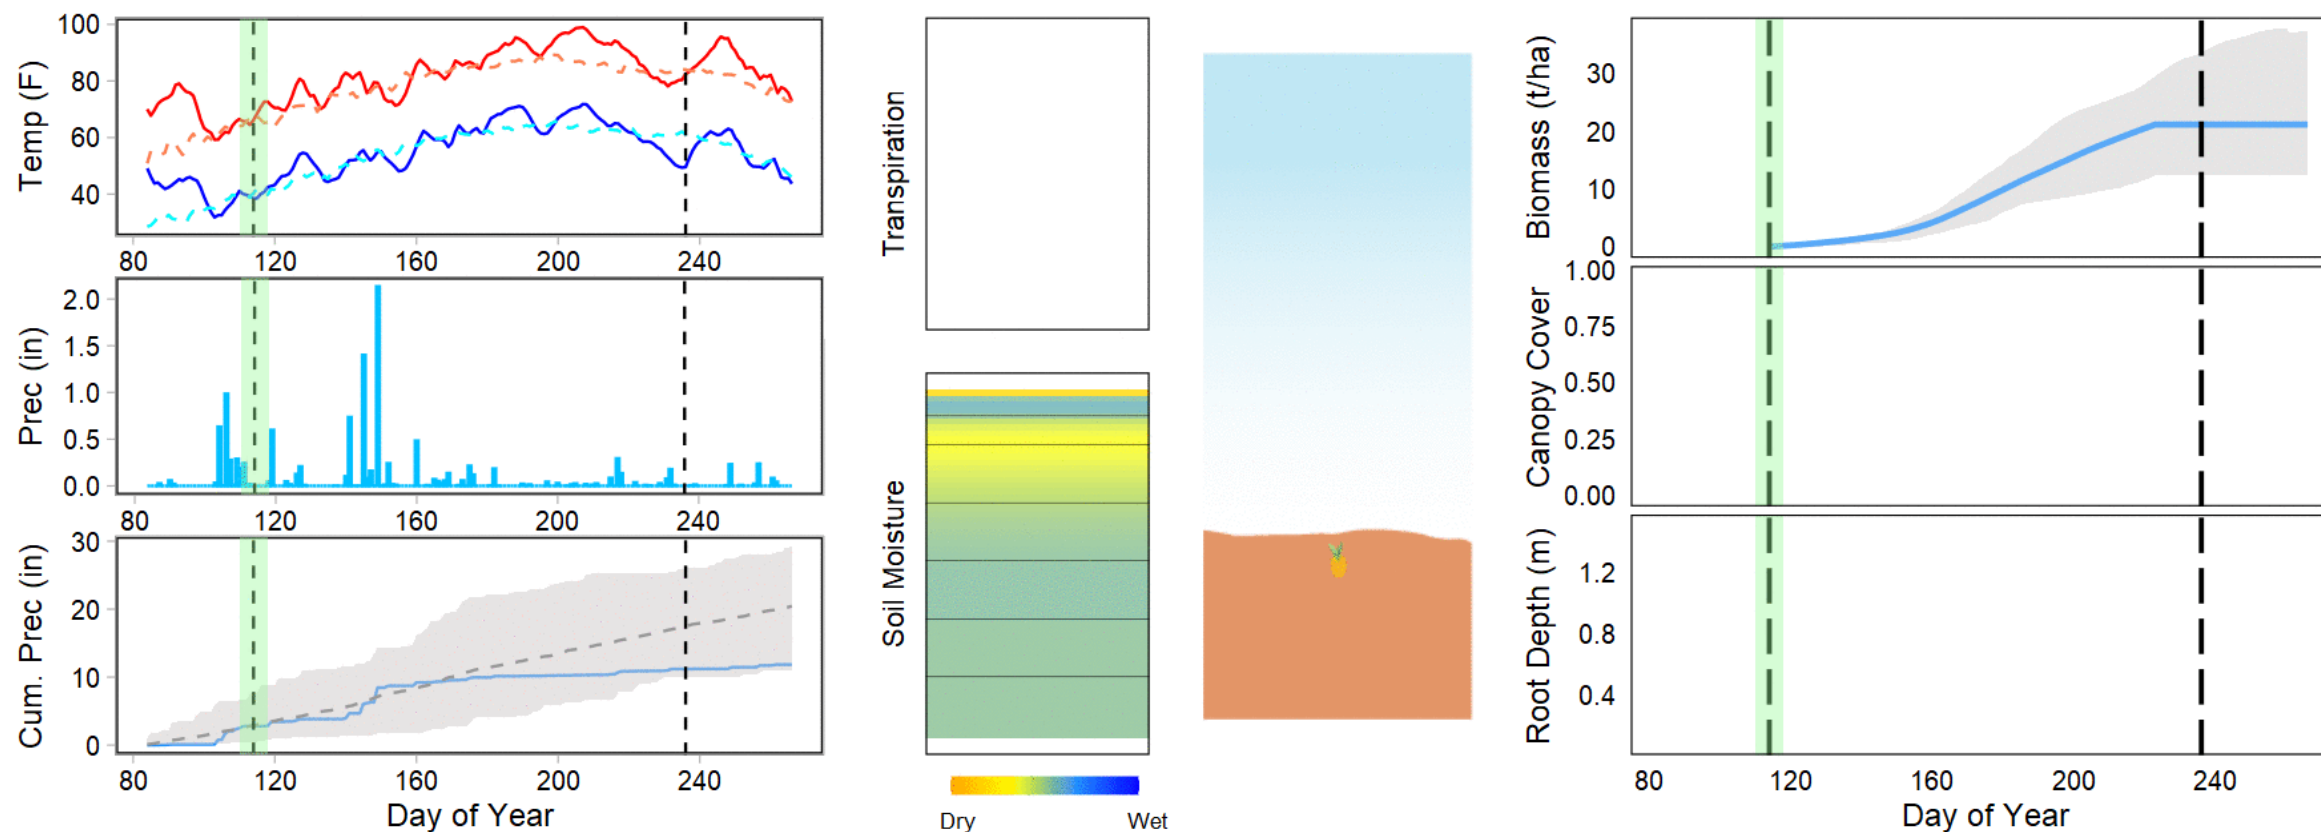 Temp (F)
100
80
60
40
80 120 160 200 240
Prec (in)
2.0
1.5
1.0
0.5
0.0
80 120 160 200 240
Cum. Prec (in)
30
20
10
0
80 120 160 200 240
Day of Year
Transpiration
Soil Moisture
Dry Wet
Biomass (t/ha)
30
20
10
0
Canopy Cover
1.00
0.75
0.50
0.25
0.00
Root Depth (m)
1.2
0.8
0.4
80 120 160 200 240
Day of Year